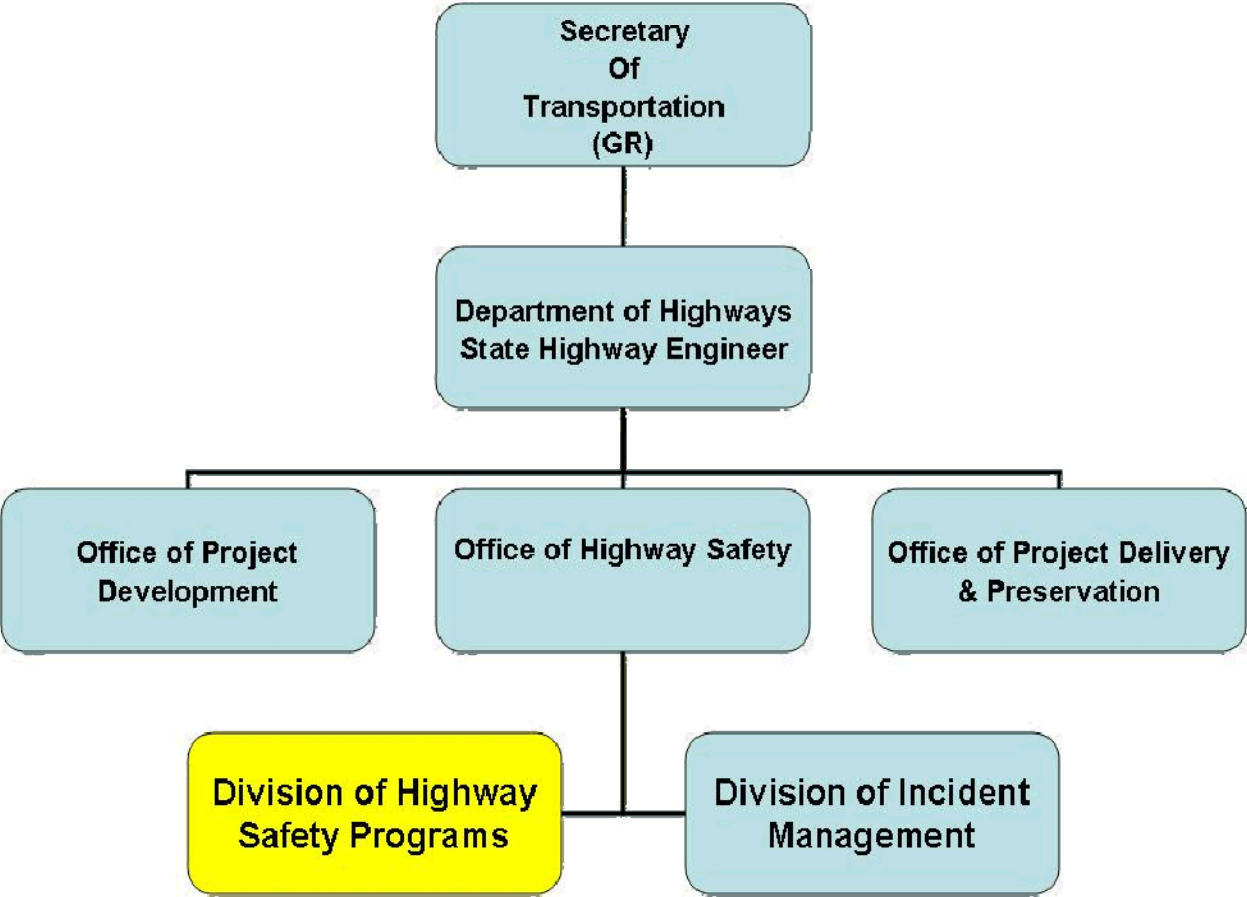 Secretary
Of
Transportation
(GR)
Department of Highways
State Highway Engineer
Office of Project
Development
Office of Highway Safety
Office of Project Delivery
& Preservation
Division of Highway
Safety Programs
Division of Incident
Management